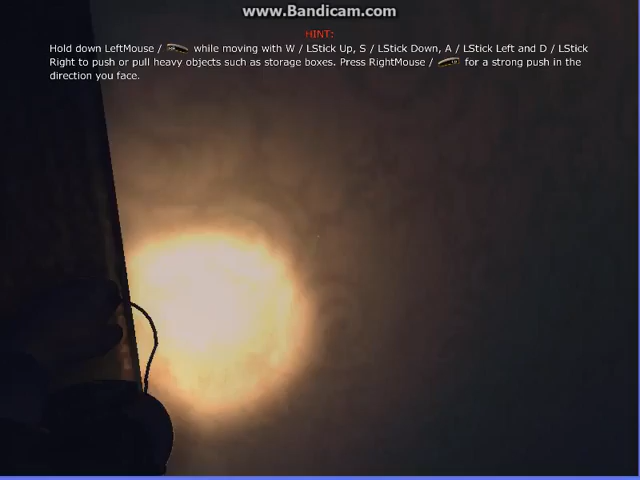 www.Bandicam.com
HINT:
Hold down LeftMouse / while moving with W / LStick Up, S / LStick Down, A / LStick Left and D / LStick
Right to push or pull heavy objects such as storage boxes. Press RightMouse / for a strong push in the
direction you face.